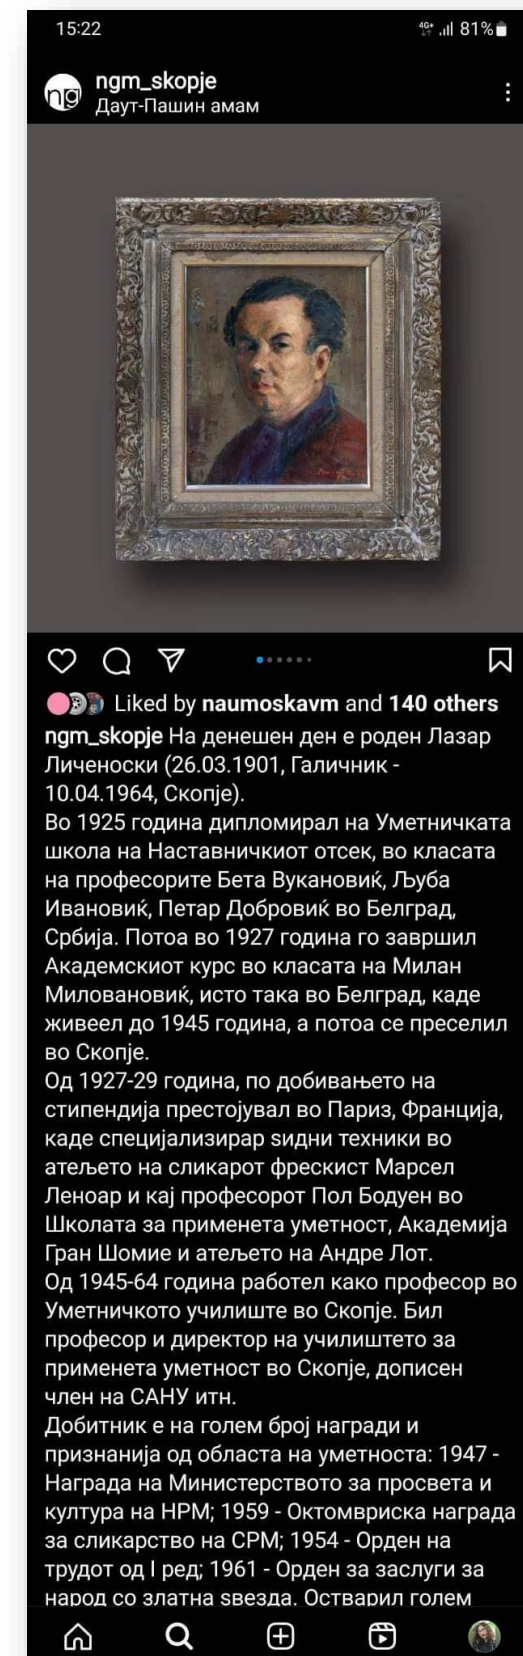 15:22
4G+ 81%
ng
ngm_skopje
Даут-Пашин амам
Liked by naumoskavm and 140 others
ngm_skopje На денешен ден е роден Лазар
Личеноски (26.03.1901, Галичник -
10.04.1964, Скопје).
Во 1925 година дипломирал на Уметничката
школа на Наставничкиот отсек, во класата
на професорите Бета Вукановиќ, Љуба
Ивановиќ, Петар Добровиќ во Белград,
Србија. Потоа во 1927 година го завршил
Академскиот курс во класата на Милан
Миловановиќ, исто така во Белград, каде
живеел до 1945 година, а потоа се преселил
во Скопје.
Од 1927-29 година, по добивањето на
стипендија престојувал во Париз, Франција,
каде специјализирар ѕидни техники во
атељето на сликарот фрескист Марсел
Леноар и кај професорот Пол Бодуен во
Школата за применета уметност, Академија
Гран Шомие и атељето на Андре Лот.
Од 1945-64 година работел како професор во
Уметничкото училиште во Скопје. Бил
професор и директор на училиштето за
применета уметност во Скопје, дописен
член на САНУ итн.
Добитник е на голем број награди и
признанија од областа на уметноста: 1947 -
Награда на Министерството за просвета и
култура на НРМ; 1959 - Октомвриска награда
за сликарство на СРМ; 1954 - Орден на
трудот од I ред; 1961 - Орден за заслуги за
народ со златна ѕвезда. Остварил голем